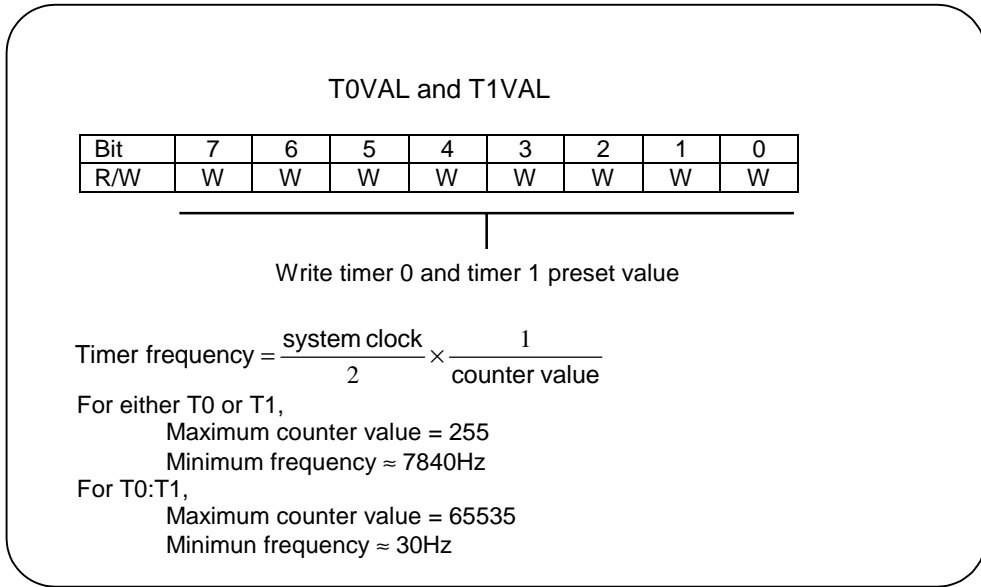 T0VAL and T1VAL
Bit 7 6 5 4 3 2 1 0
R/W W W W W W W W W
Write timer 0 and timer 1 preset value
Timer frequency = system clock / 2 × 1 / counter value
For either T0 or T1,
Maximum counter value = 255
Minimum frequency ≈ 7840Hz
For T0:T1,
Maximum counter value = 65535
Minimun frequency ≈ 30Hz